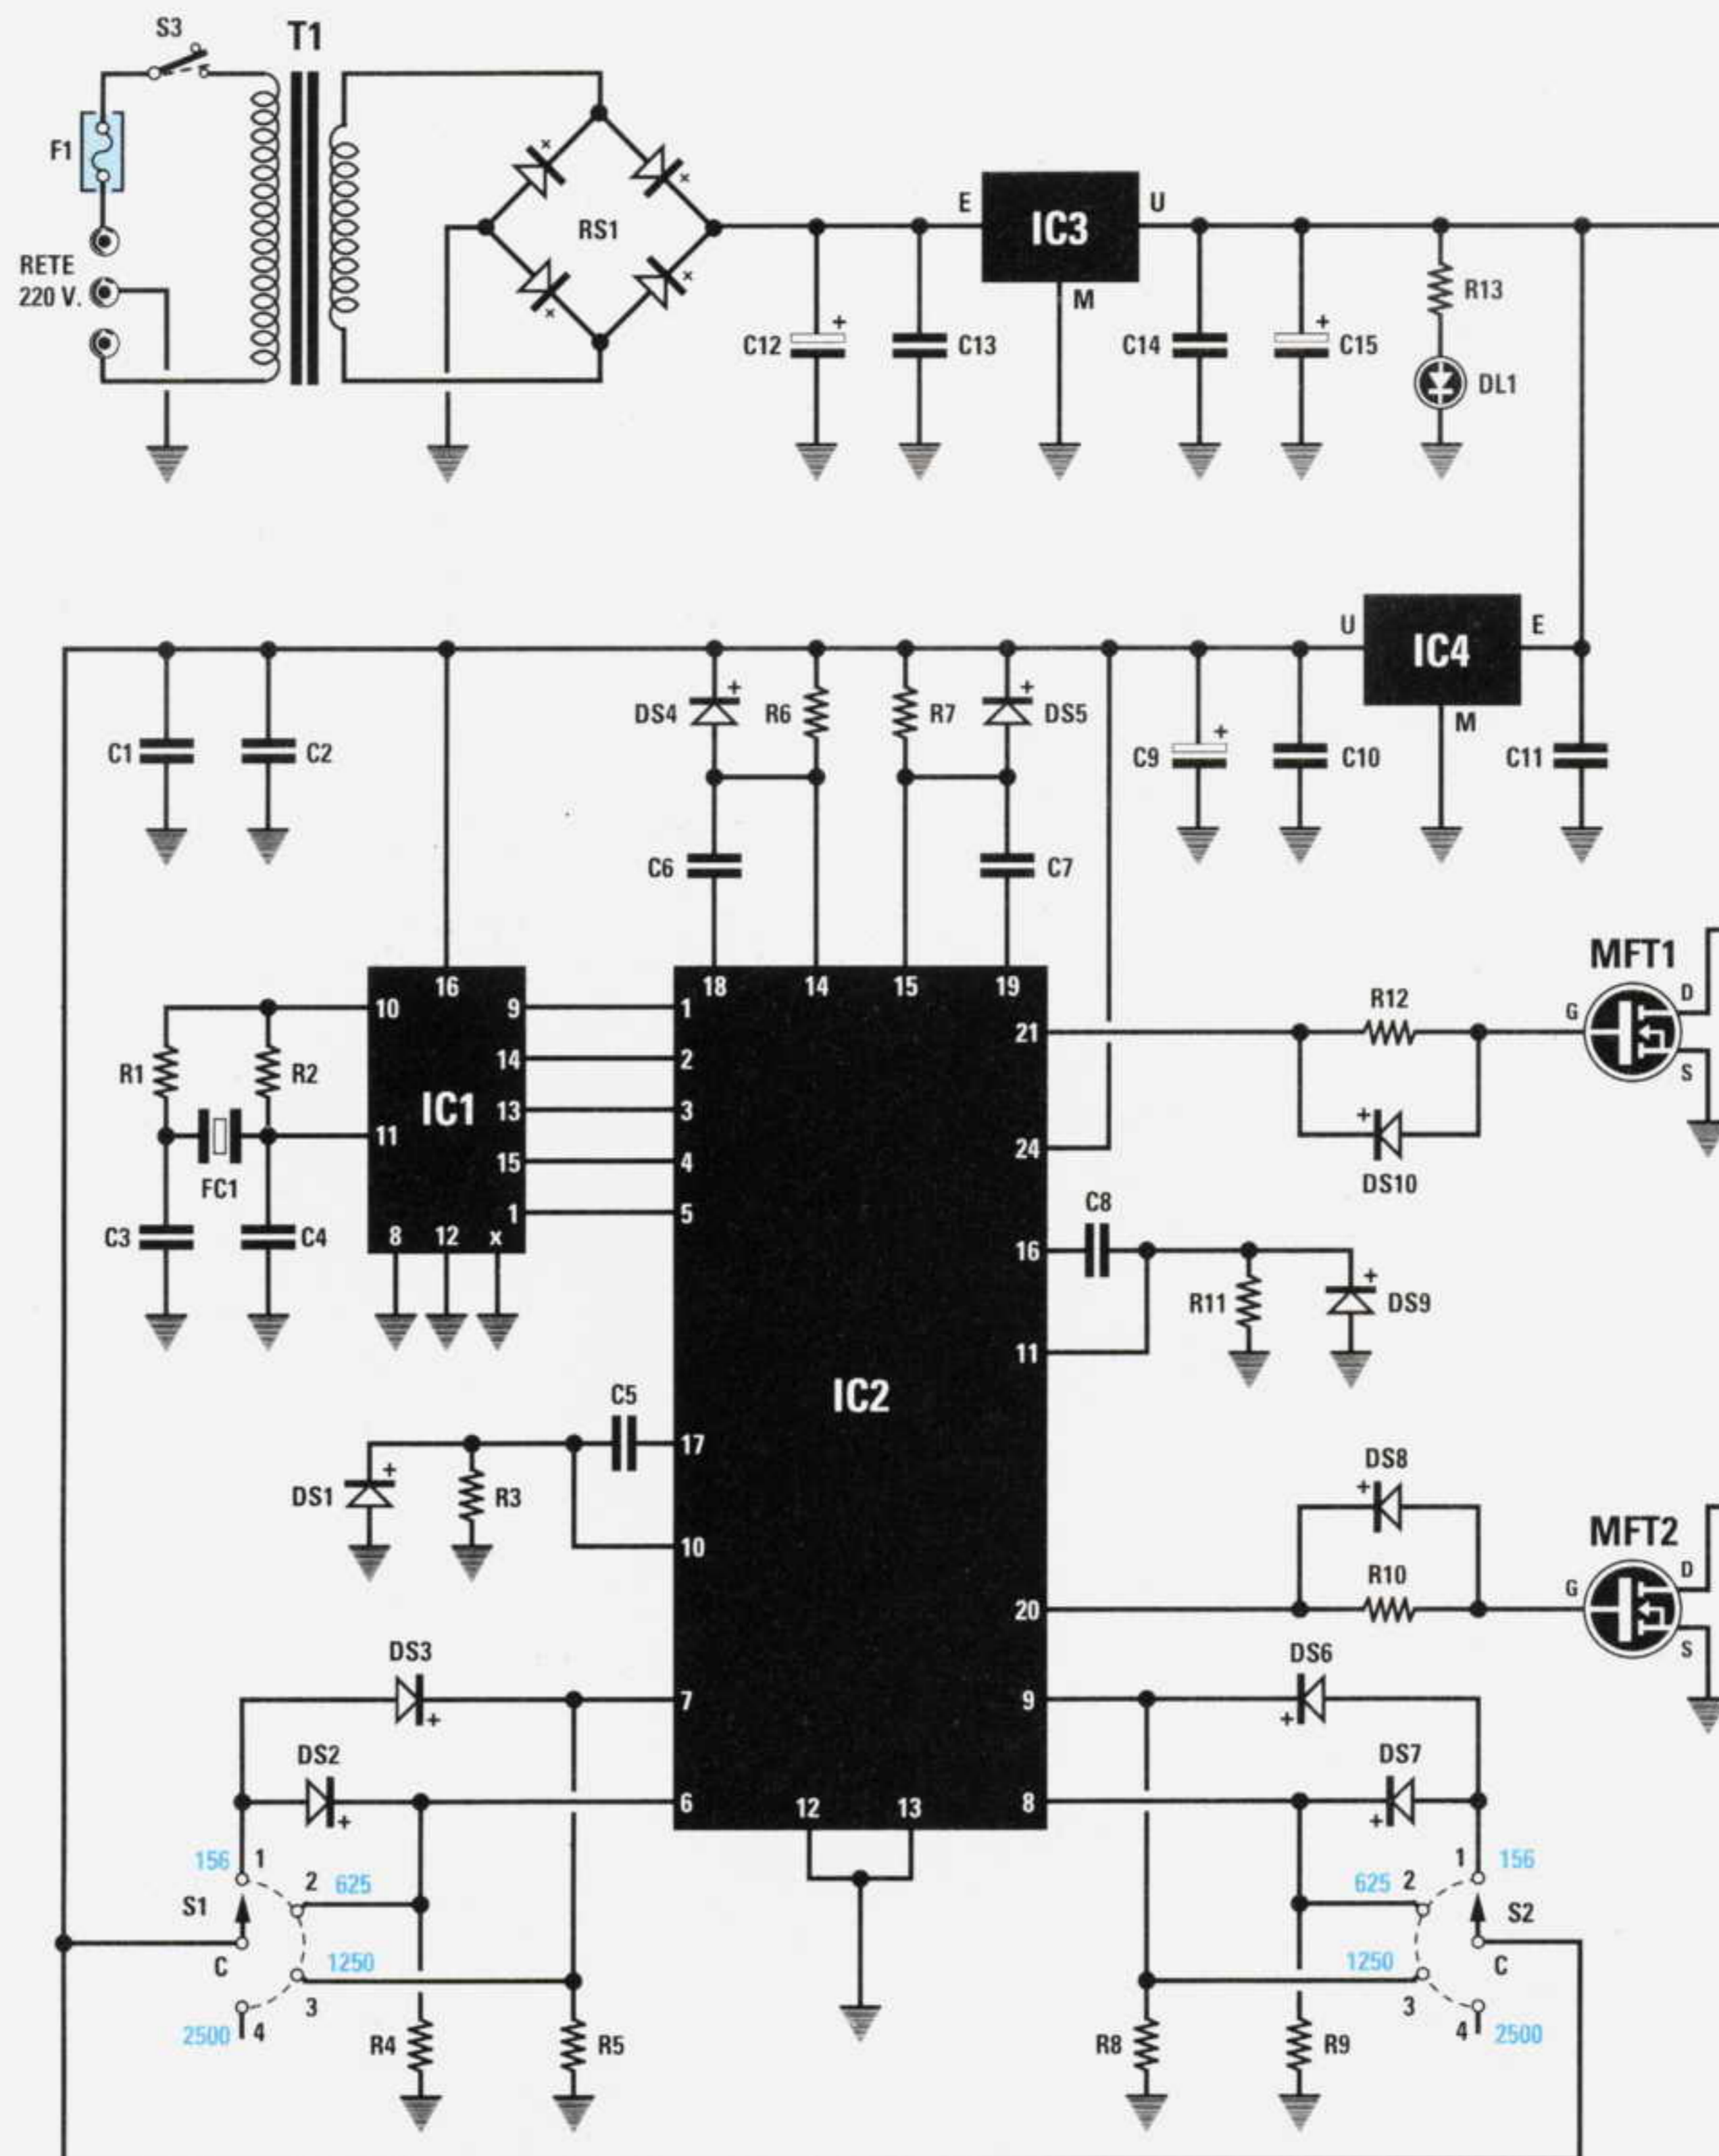 S3
T1
F1
RETE
220 V.
RS1
E
IC3
U
M
C12
+
C13
C14
+
C15
R13
DL1
U
IC4
E
M
C1
C2
DS4
+
R6
R7
+
DS5
C9
+
C10
C11
C6
C7
MFT1
D
G
S
R12
+
DS10
16
10
9
14
IC1
13
11
15
1
8
12
x
R1
R2
FC1
C3
C4
18
14
15
19
1
2
3
4
5
21
24
16
11
IC2
17
10
20
7
9
6
12
13
8
C8
R11
+
DS9
C5
DS1
+
R3
DS8
+
R10
MFT2
D
G
S
DS3
+
DS2
+
DS6
+
DS7
+
156
1
2
625
S1
C
1250
3
2500
4
R4
R5
1
156
625
2
S2
1250
C
3
4
2500
R8
R9